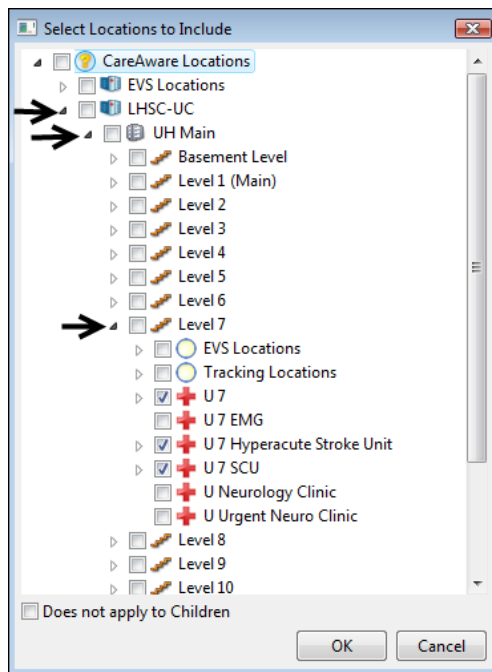 Select Locations to Include
CareAware Locations
EVS Locations
LHSC-UC
UH Main
Basement Level
Level 1 (Main)
Level 2
Level 3
Level 4
Level 5
Level 6
Level 7
EVS Locations
Tracking Locations
U 7
U 7 EMG
U 7 Hyperacute Stroke Unit
U 7 SCU
U Neurology Clinic
U Urgent Neuro Clinic
Level 8
Level 9
Level 10
Does not apply to Children
OK Cancel